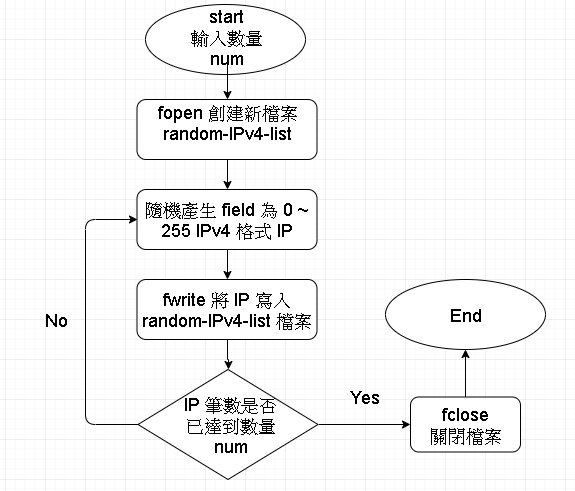 start
輸入數量
num
fopen 創建新檔案
random-IPv4-list
隨機產生 field 為 0 ~
255 IPv4 格式 IP
fwrite 將 IP 寫入
random-IPv4-list 檔案
No
IP 筆數是否
已達到數量
num
Yes
fclose
關閉檔案
End